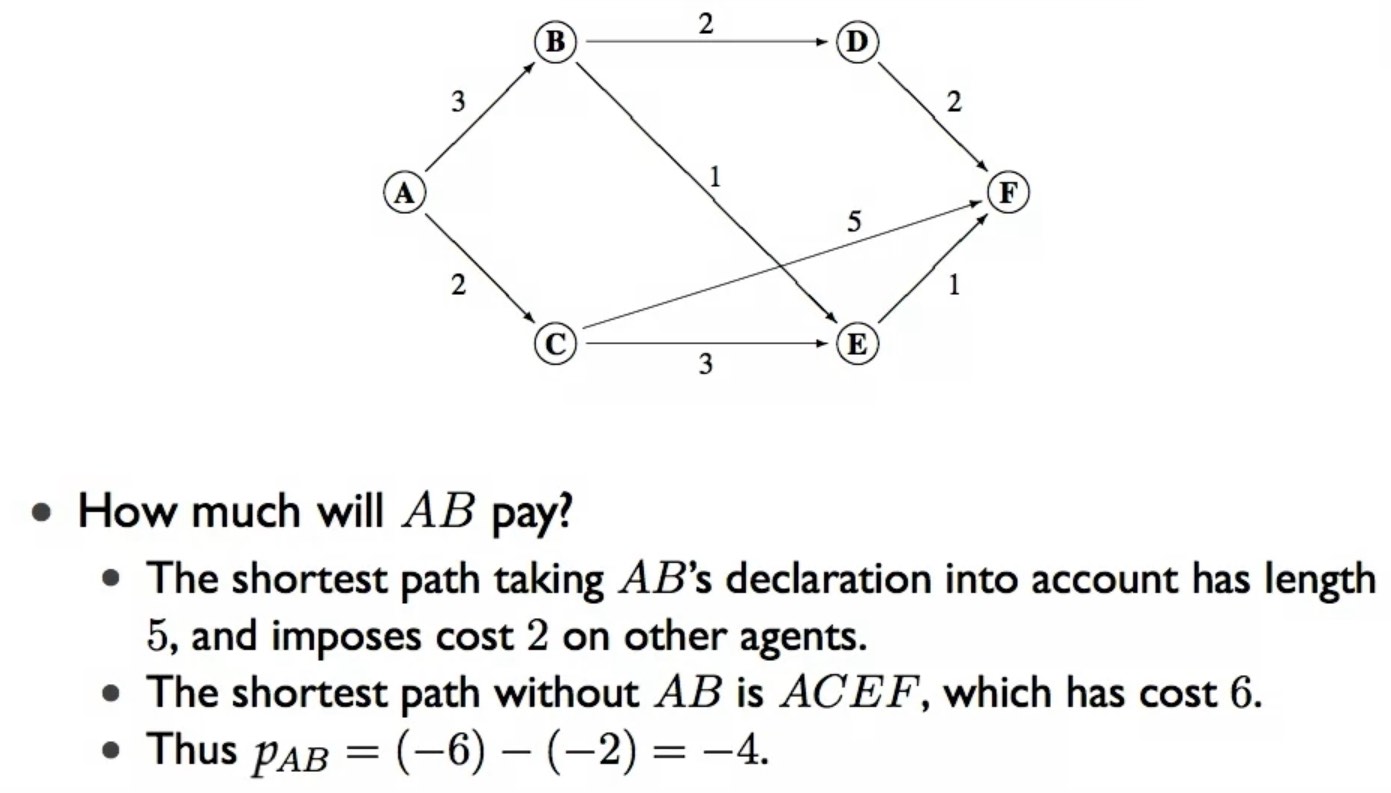 2
B
D
3
2
1
A
F
5
2
1
C
E
3
• How much will AB pay?
• The shortest path taking AB's declaration into account has length
5, and imposes cost 2 on other agents.
• The shortest path without AB is ACEF, which has cost 6.
• Thus p_{AB} = (−6) − (−2) = −4.